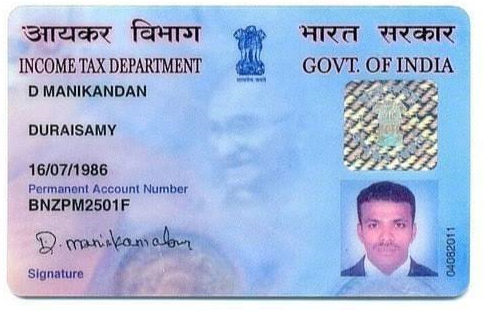 आयकर विभाग
भारत सरकार
INCOME TAX DEPARTMENT
GOVT. OF INDIA
D MANIKANDAN
DURAISAMY
16/07/1986
Permanent Account Number
BNZPM2501F
D. manikandan
Signature
04082011